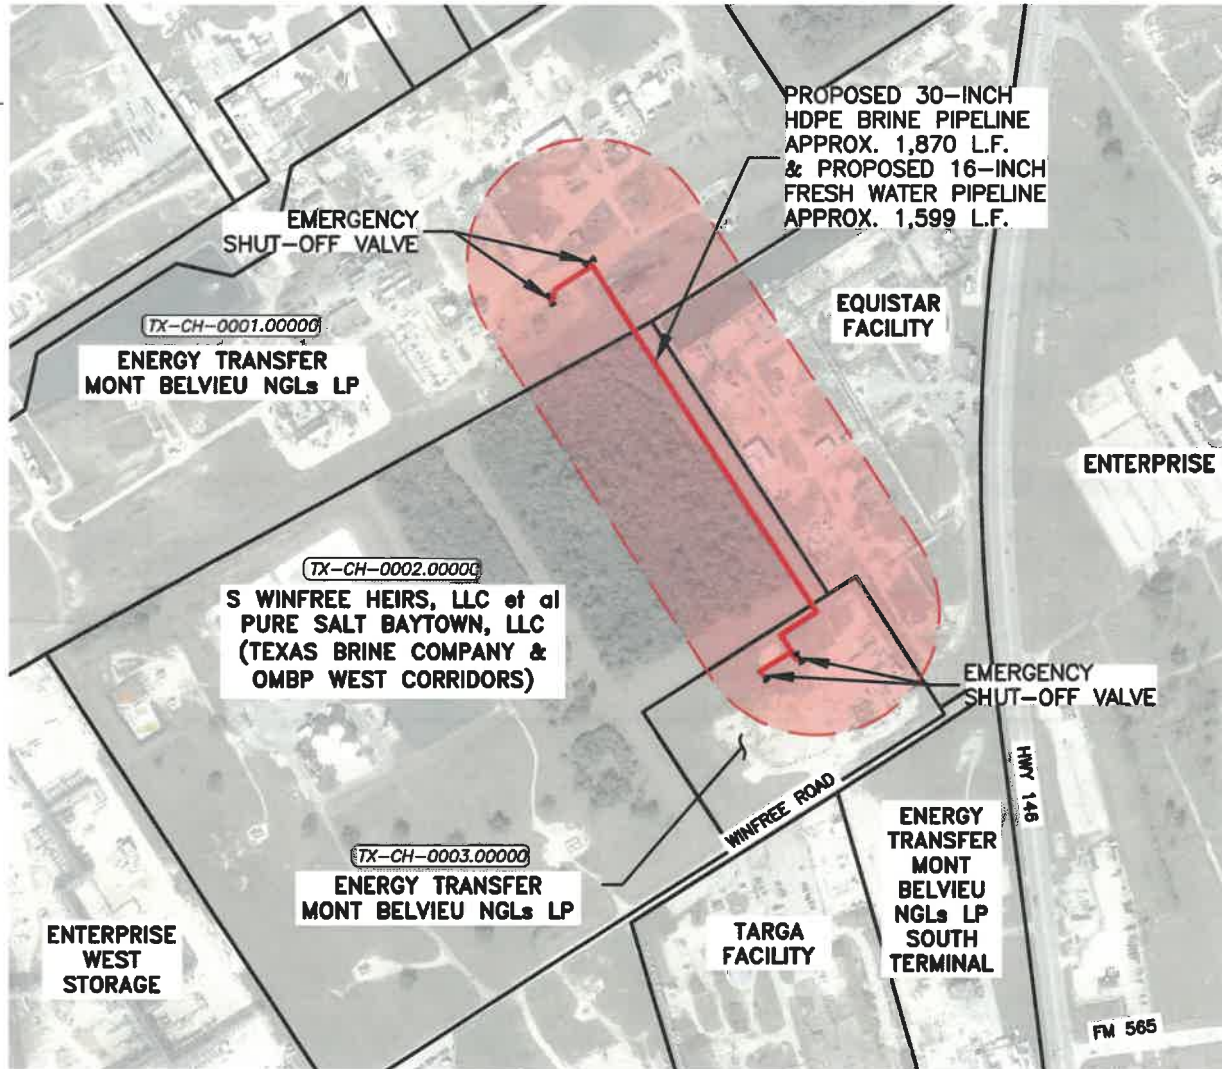 PROPOSED 30-INCH
HDPE BRINE PIPELINE
APPROX. 1,870 L.F.
& PROPOSED 16-INCH
FRESH WATER PIPELINE
APPROX. 1,599 L.F.
EMERGENCY
SHUT-OFF VALVE
EQUISTAR
FACILITY
TX-CH-0001.00000
ENERGY TRANSFER
MONT BELVIEU NGLs LP
ENTERPRISE
TX-CH-0002.00000
S WINFREE HEIRS, LLC et al
PURE SALT BAYTOWN, LLC
(TEXAS BRINE COMPANY &
OMBP WEST CORRIDORS)
EMERGENCY
SHUT-OFF VALVE
HWY 146
WINFREE ROAD
TX-CH-0003.00000
ENERGY TRANSFER
MONT BELVIEU NGLs LP
ENERGY
TRANSFER
MONT
BELVIEU
NGLs LP
SOUTH
TERMINAL
TARGA
FACILITY
ENTERPRISE
WEST
STORAGE
FM 565